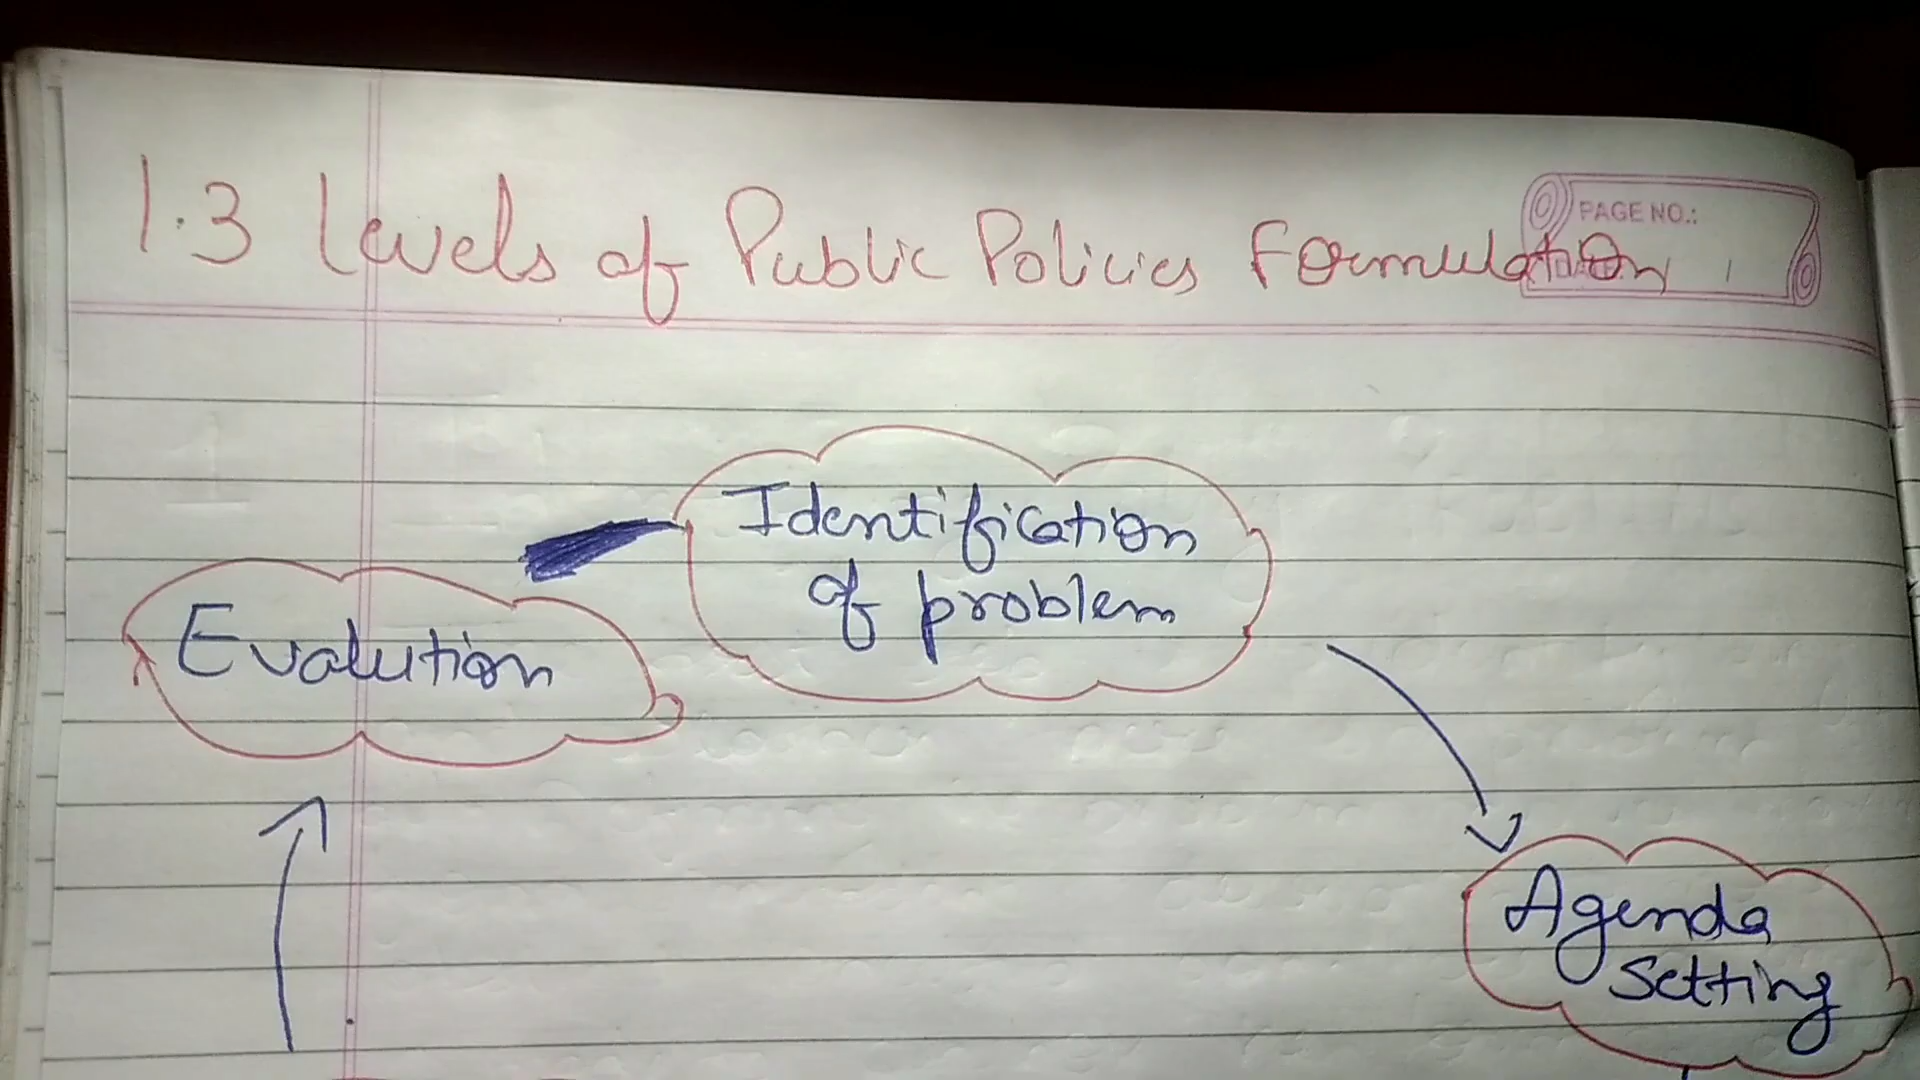 PAGE NO.:
1.3 Levels of Public Policies Formulation
Identification
of problem
Evalution
Agenda
Setting